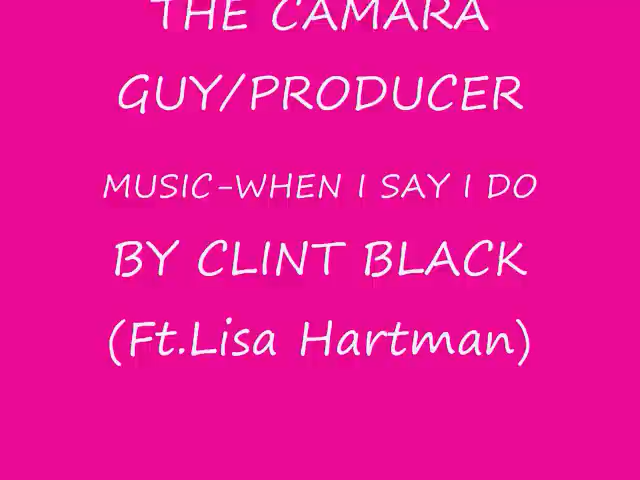 THE CAMARA
GUY/PRODUCER
MUSIC-WHEN I SAY I DO
BY CLINT BLACK
(Ft.Lisa Hartman)